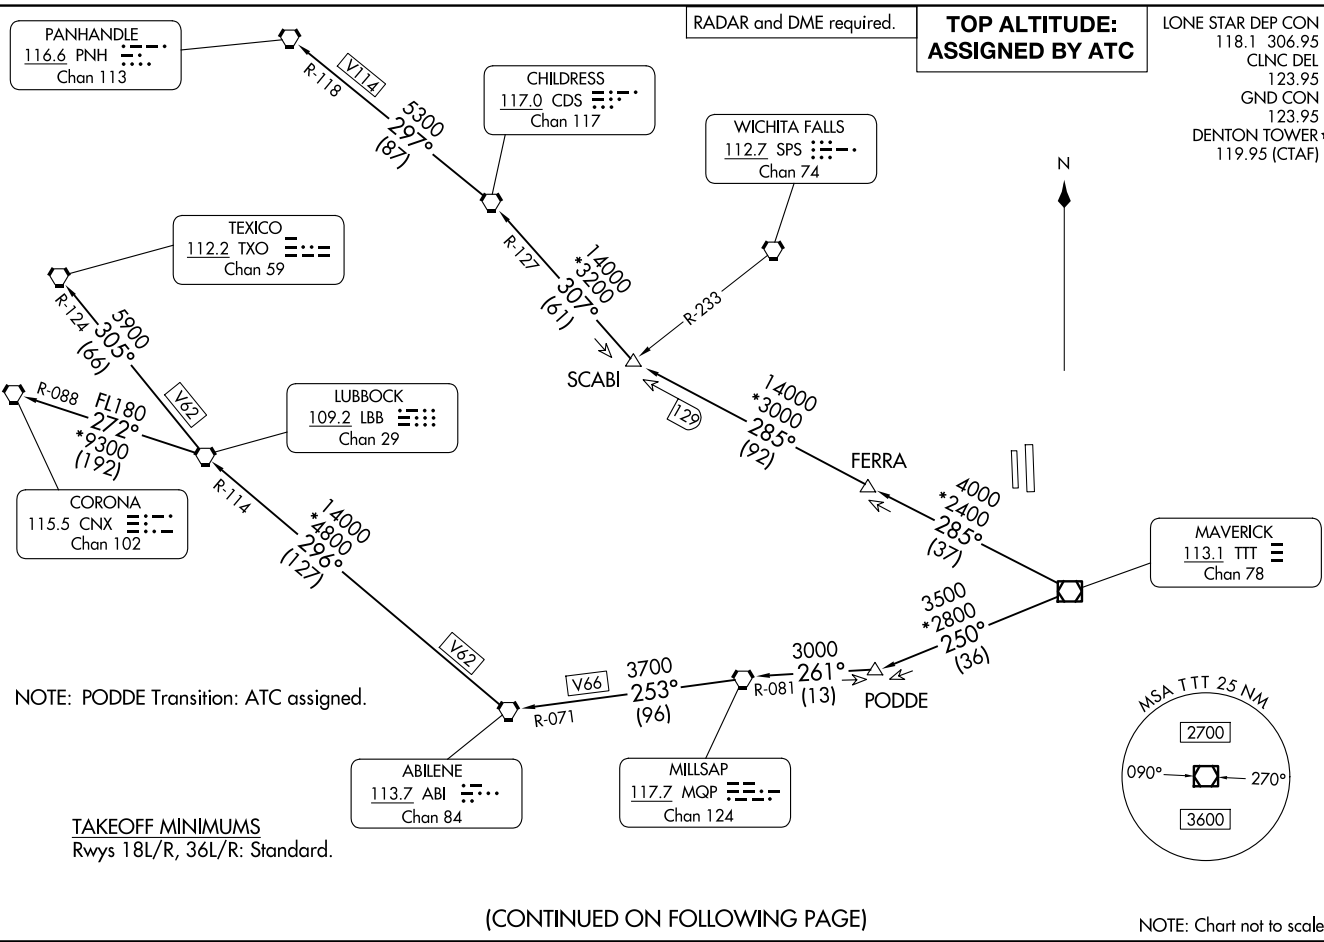 RADAR and DME required.
TOP ALTITUDE:
ASSIGNED BY ATC
LONE STAR DEP CON
118.1 306.95
CLNC DEL
123.95
GND CON
123.95
DENTON TOWER
119.95 (CTAF)
PANHANDLE
116.6 PNH
Chan 113
R-118
V114
5300
297°
(87)
CHILDRESS
117.0 CDS
Chan 117
WICHITA FALLS
112.7 SPS
Chan 74
N
TEXICO
112.2 TXO
Chan 59
R-127
14000
*3200
307°
(61)
R-233
SCABI
129
R-124
5900
305°
(66)
V62
R-088
FL180
272°
*9300
(192)
LUBBOCK
109.2 LBB
Chan 29
14000
*3000
285°
(92)
FERRA
CORONA
115.5 CNX
Chan 102
R-114
14000
*4800
296°
(127)
4000
*2400
285°
(37)
MAVERICK
113.1 TTT
Chan 78
3500
*2800
250°
(36)
V62
V66
3700
253°
(96)
R-071
3000
261°
(13)
R-081
PODDE
NOTE: PODDE Transition: ATC assigned.
ABILENE
113.7 ABI
Chan 84
MILLSAP
117.7 MQP
Chan 124
MSA TTT 25 NM
2700
090°
270°
3600
TAKEOFF MINIMUMS
Rwys 18L/R, 36L/R: Standard.
(CONTINUED ON FOLLOWING PAGE)
NOTE: Chart not to scale